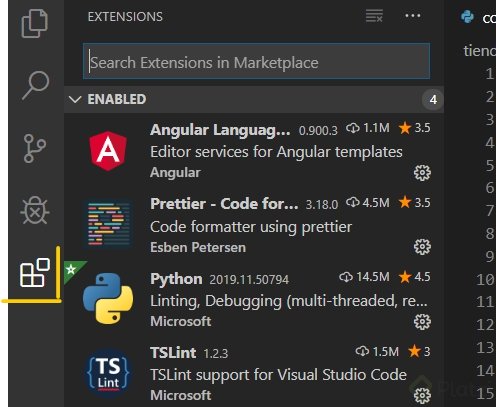 EXTENSIONS
Search Extensions in Marketplace
ENABLED 4
Angular Languag... 0.900.3 1.1M 3.5
Editor services for Angular templates
Angular
Prettier - Code for... 3.18.0 4.5M 3.5
Code formatter using prettier
Esben Petersen
Python 2019.11.50794 14.5M 4.5
Linting, Debugging (multi-threaded, re...
Microsoft
TS
Lint
TSLint 1.2.3 1.5M 3
TSLint support for Visual Studio Code
Microsoft
co
tienc
1
2
3
4
5
6
7
8
9
10
11
12
13
14
15